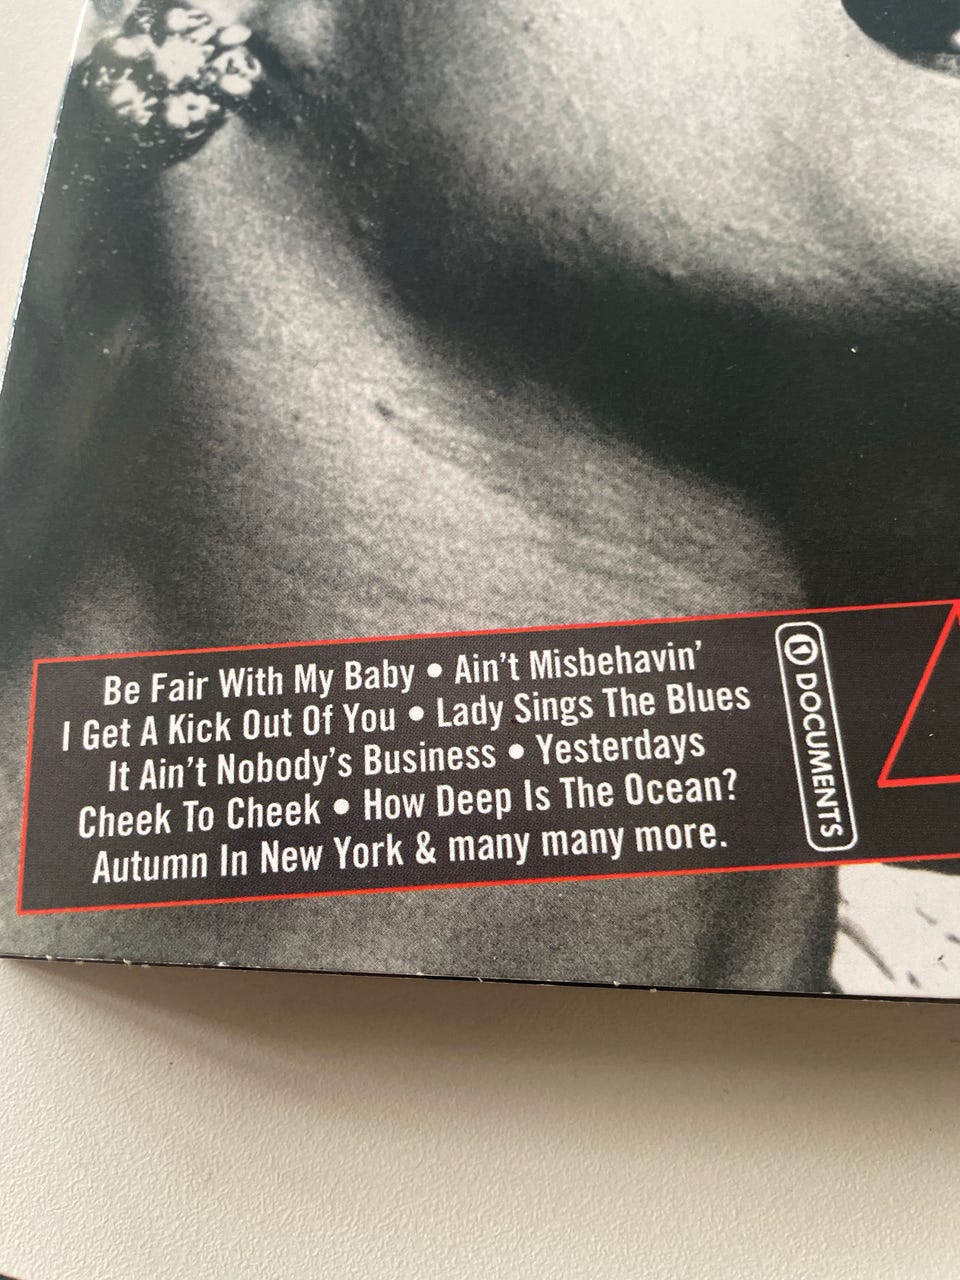 Be Fair With My Baby • Ain't Misbehavin'
I Get A Kick Out Of You • Lady Sings The Blues
It Ain't Nobody's Business • Yesterdays
Cheek To Cheek • How Deep Is The Ocean?
Autumn In New York & many many more.
DOCUMENTS